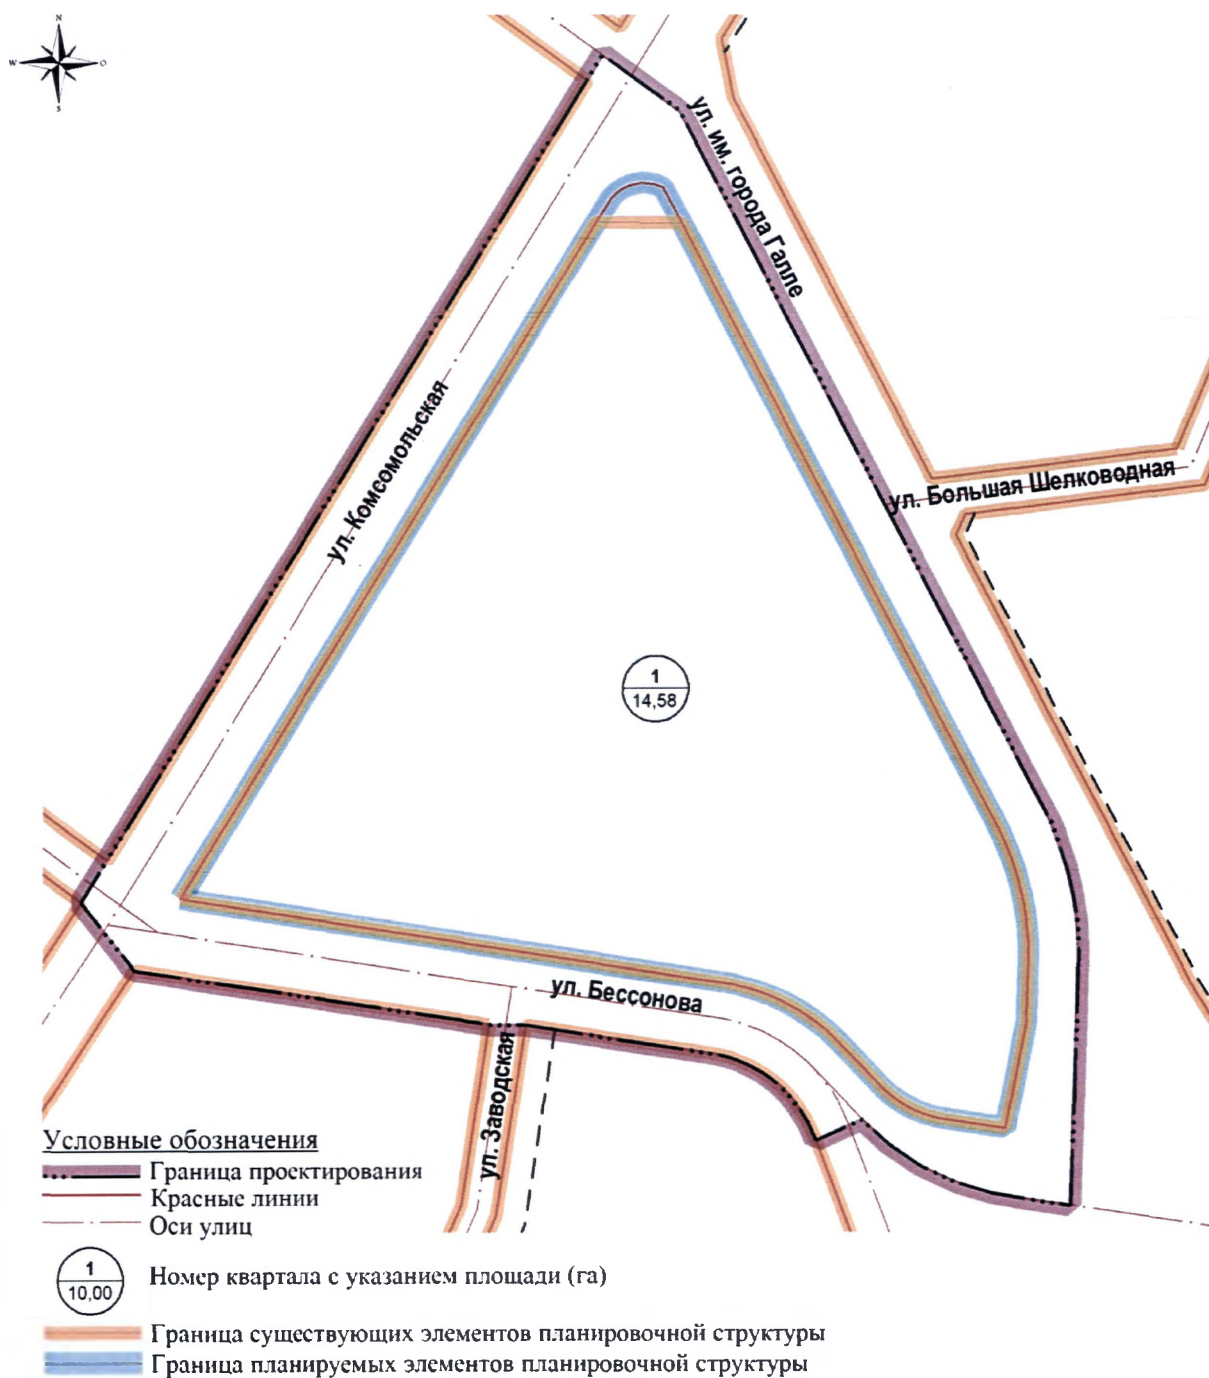 N
W
O
S
ул. им. города Галле
ул. Комсомольская
ул. Большая Шелководная
1
14,58
ул. Бессонова
ул. Заводская
Условные обозначения
Граница проектирования
Красные линии
Оси улиц
1
10,00
Номер квартала с указанием площади (га)
Граница существующих элементов планировочной структуры
Граница планируемых элементов планировочной структуры